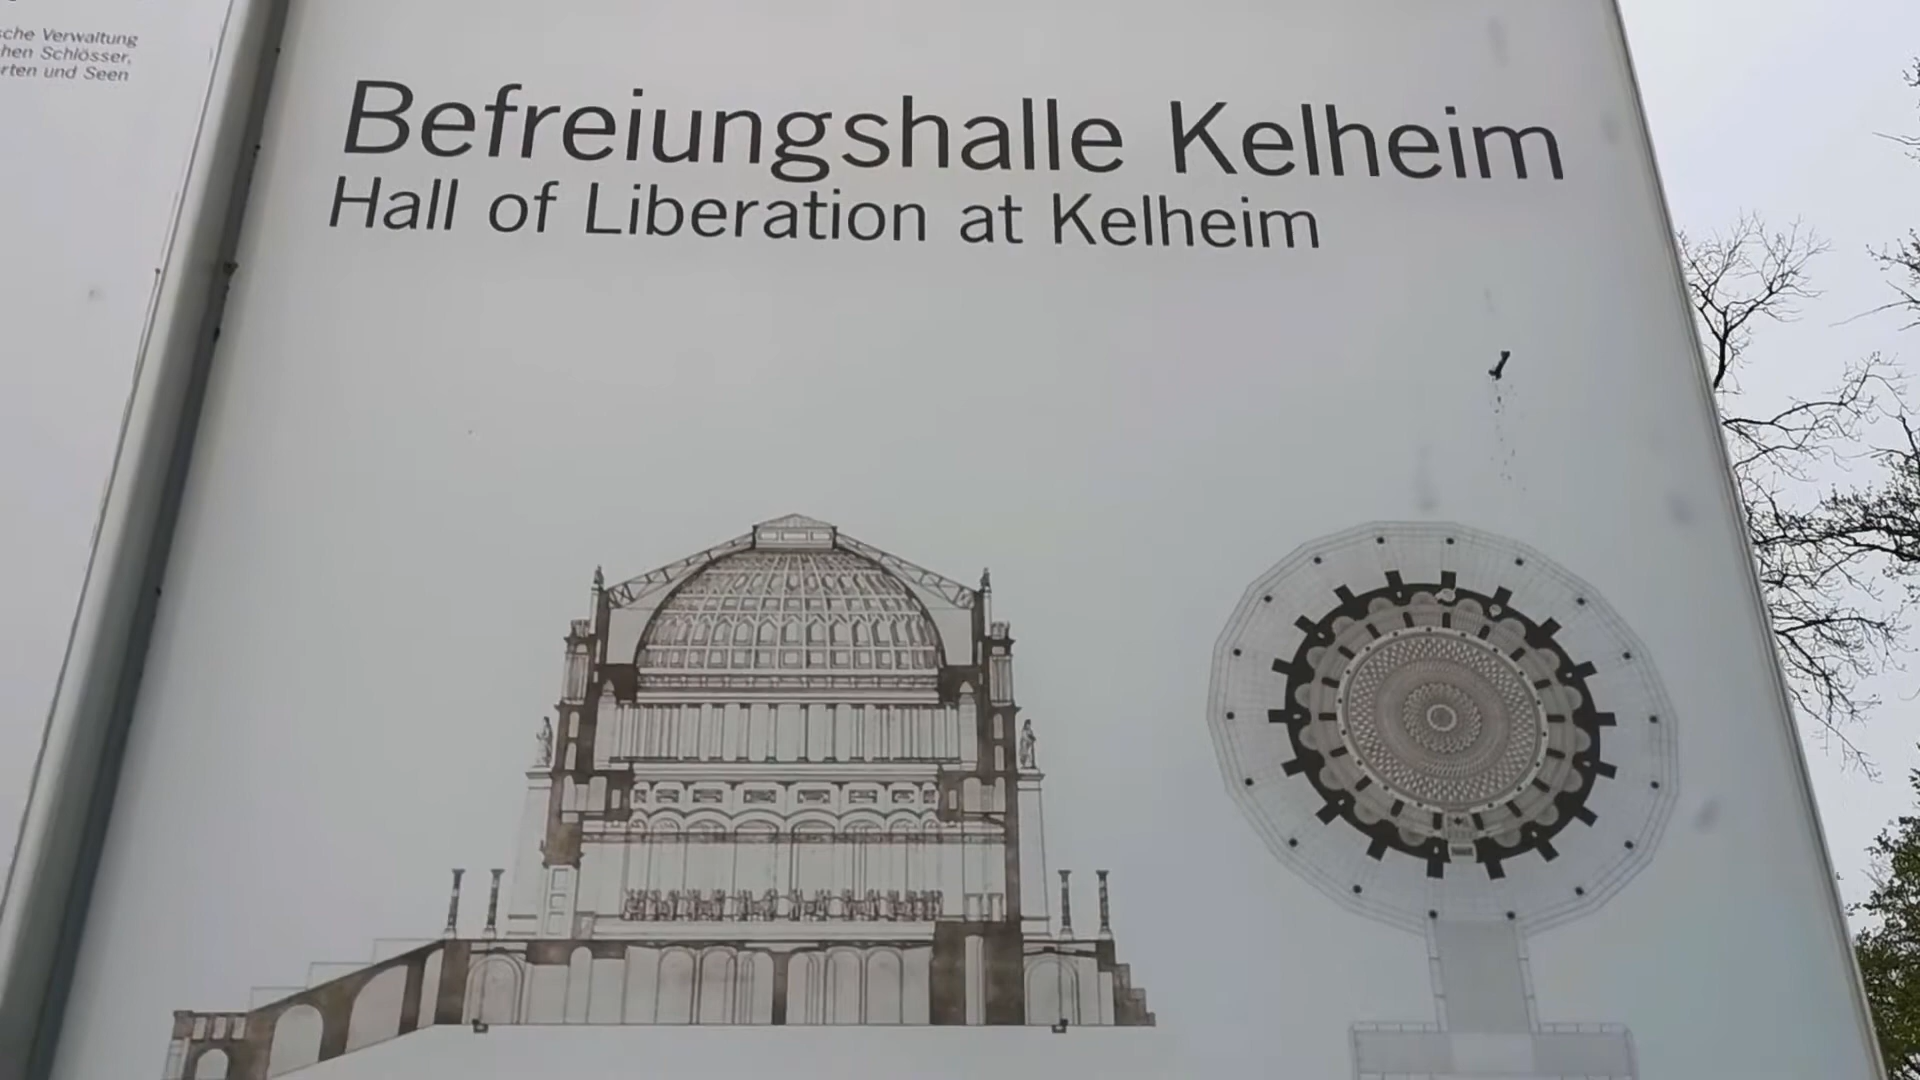 sche Verwaltung
hen Schlösser,
rten und Seen
Befreiungshalle Kelheim
Hall of Liberation at Kelheim